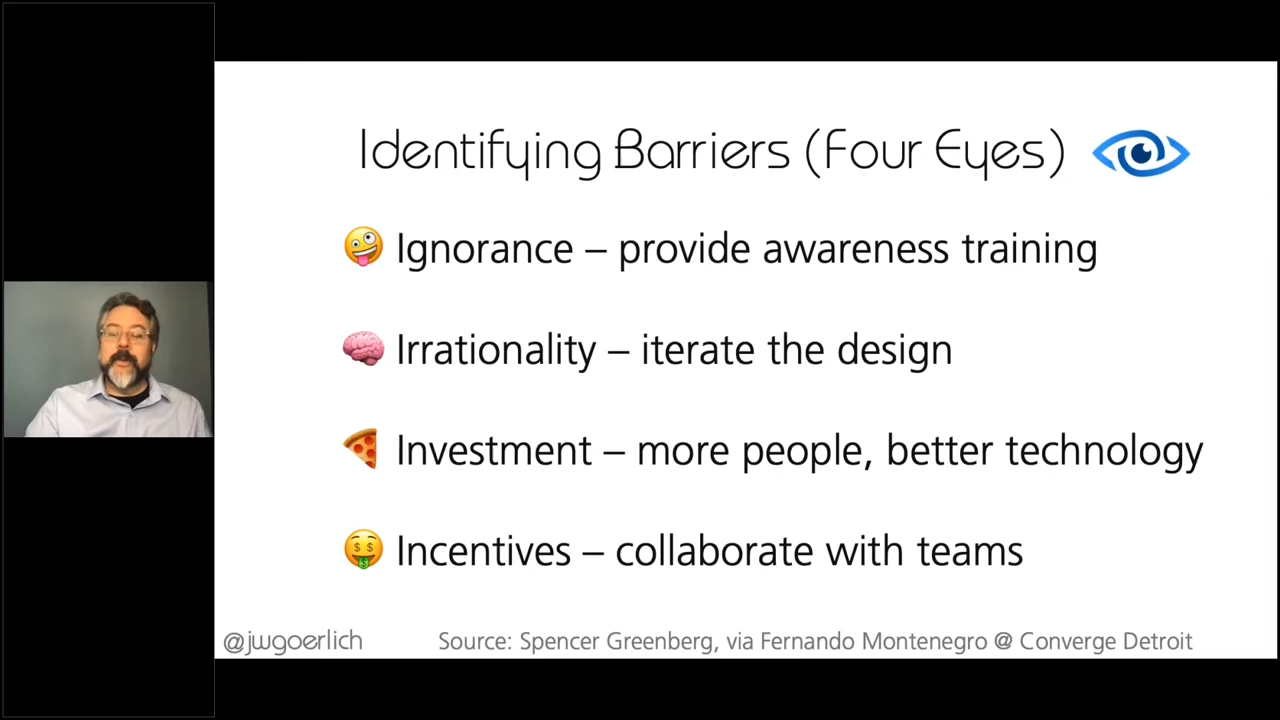 Identifying Barriers (Four Eyes)
Ignorance – provide awareness training
Irrationality – iterate the design
Investment – more people, better technology
Incentives – collaborate with teams
@jwgoerlich
Source: Spencer Greenberg, via Fernando Montenegro @ Converge Detroit